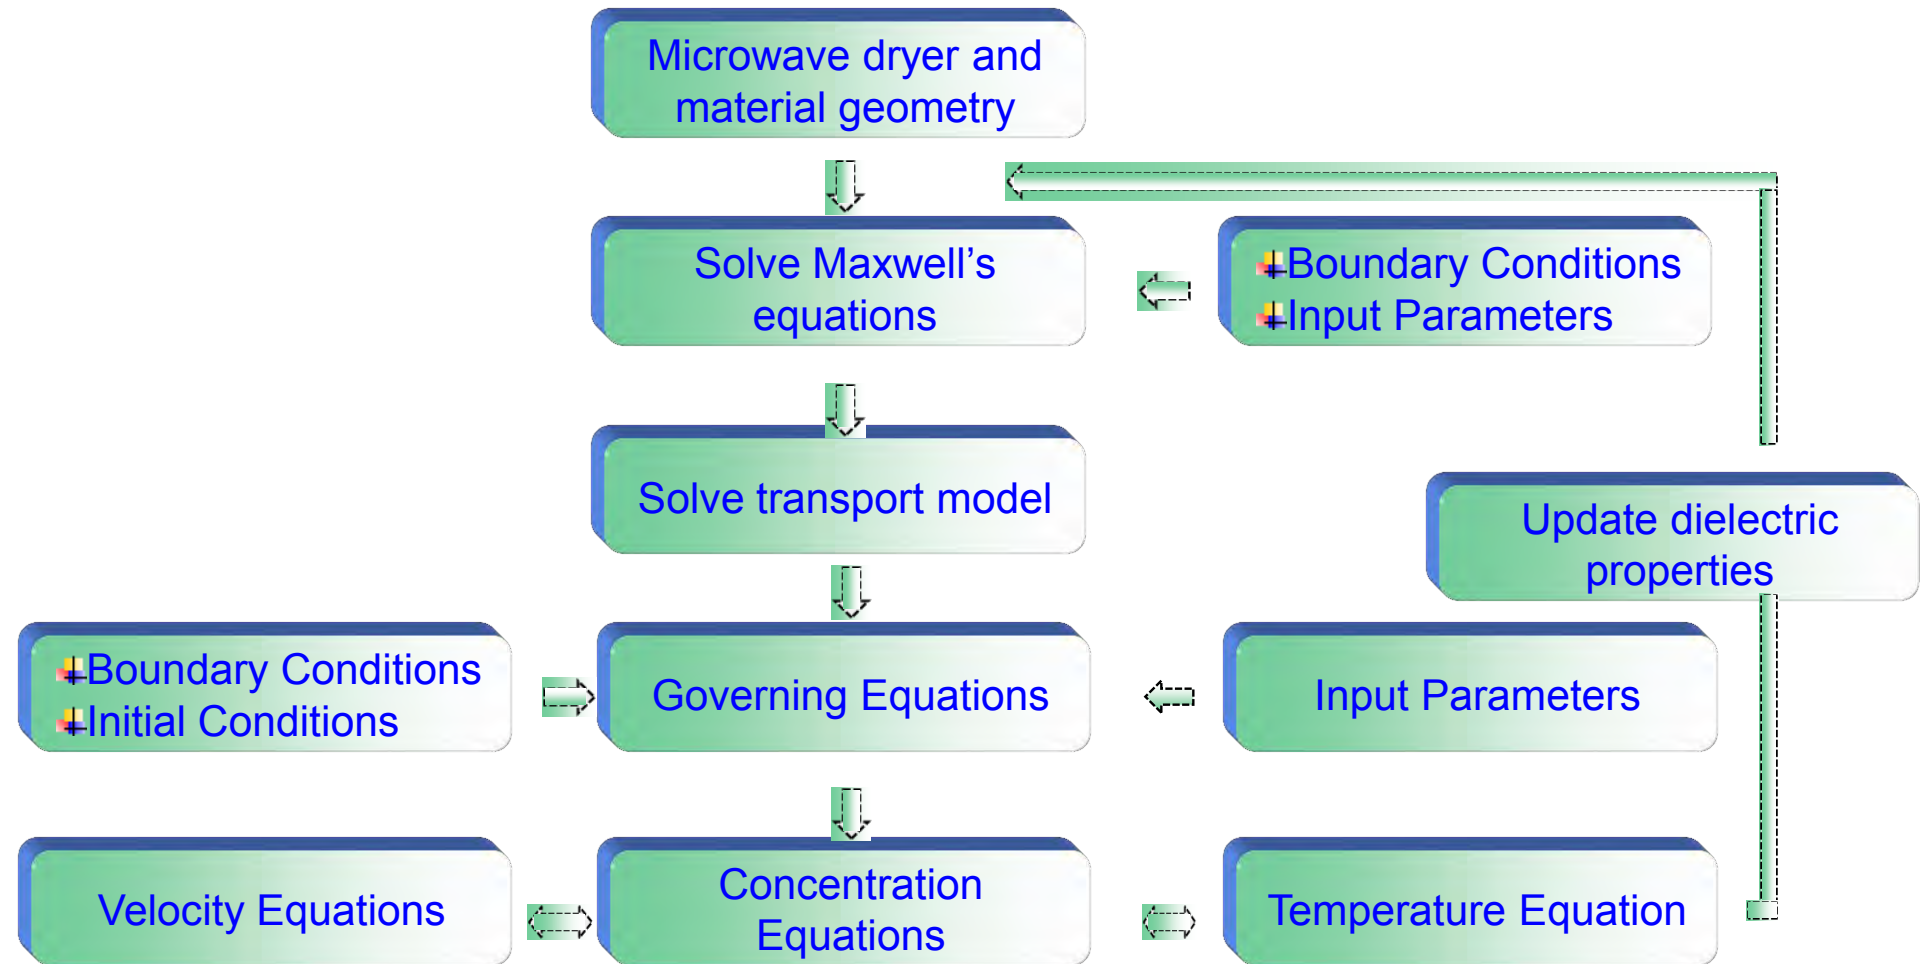 Microwave dryer and
material geometry
Solve Maxwell’s
equations
Boundary Conditions
Input Parameters
Solve transport model
Update dielectric
properties
Boundary Conditions
Initial Conditions
Governing Equations
Input Parameters
Velocity Equations
Concentration
Equations
Temperature Equation